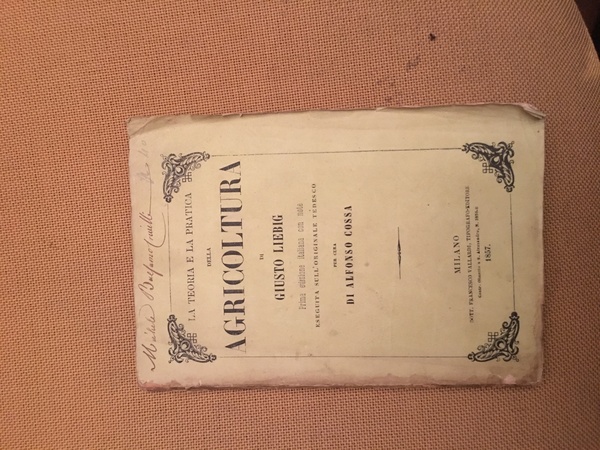 LA TEORIA E LA PRATICA
DELLA
AGRICOLTURA
DI
GIUSTO LIEBIG
Prima edizione italiana con note
ESEGUITA SULL'ORIGINALE TEDESCO
PER CURA
DI ALFONSO COSSA
MILANO
DOTT. FRANCESCO VALLARDI, TIPOGRAFO-EDITORE
1857.